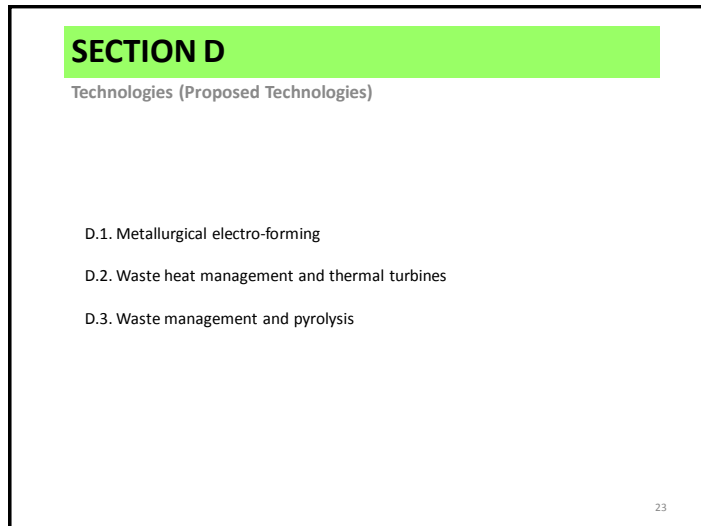 SECTION D
Technologies (Proposed Technologies)
D.1. Metallurgical electro-forming
D.2. Waste heat management and thermal turbines
D.3. Waste management and pyrolysis
23